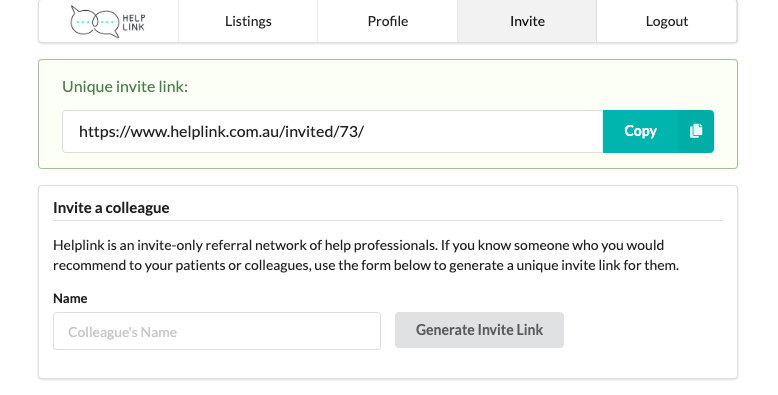 HELP
LINK
Listings
Profile
Invite
Logout
Unique invite link:
https://www.helplink.com.au/invited/73/
Copy
Invite a colleague
Helplink is an invite-only referral network of help professionals. If you know someone who you would
recommend to your patients or colleagues, use the form below to generate a unique invite link for them.
Name
Colleague's Name
Generate Invite Link